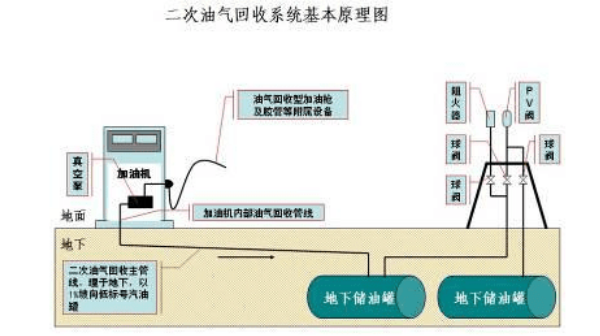 二次油气回收系统基本原理图
油气回收型加油枪
及胶管等附属设备
阻火器
PV阀
球阀
球阀
球阀
真空泵
加油机
地面
加油机内部油气回收管线
地下
二次油气回收主管
线，埋于地下，以
1%坡向低标号汽油
罐
地下储油罐
地下储油罐